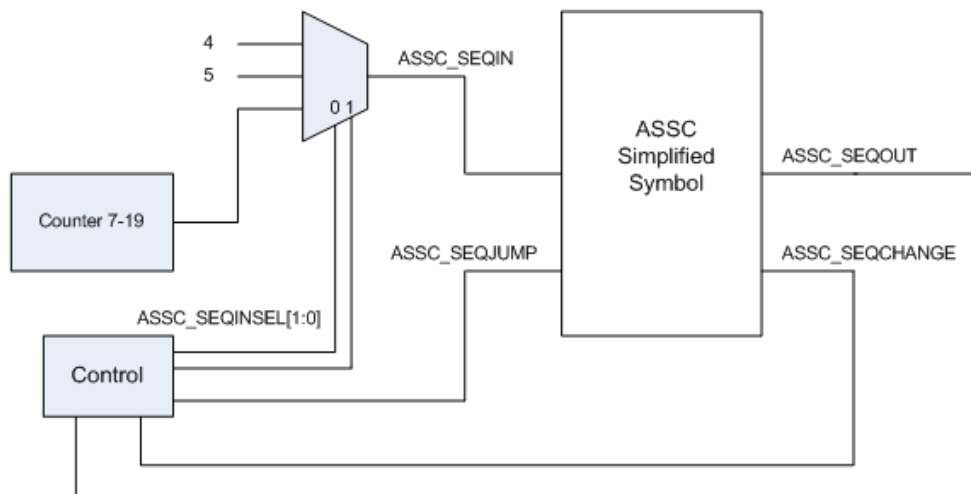 4
5
0 1
ASSC_SEQIN
ASSC
Simplified
Symbol
ASSC_SEQOUT
Counter 7-19
ASSC_SEQJUMP
ASSC_SEQCHANGE
ASSC_SEQINSEL[1:0]
Control